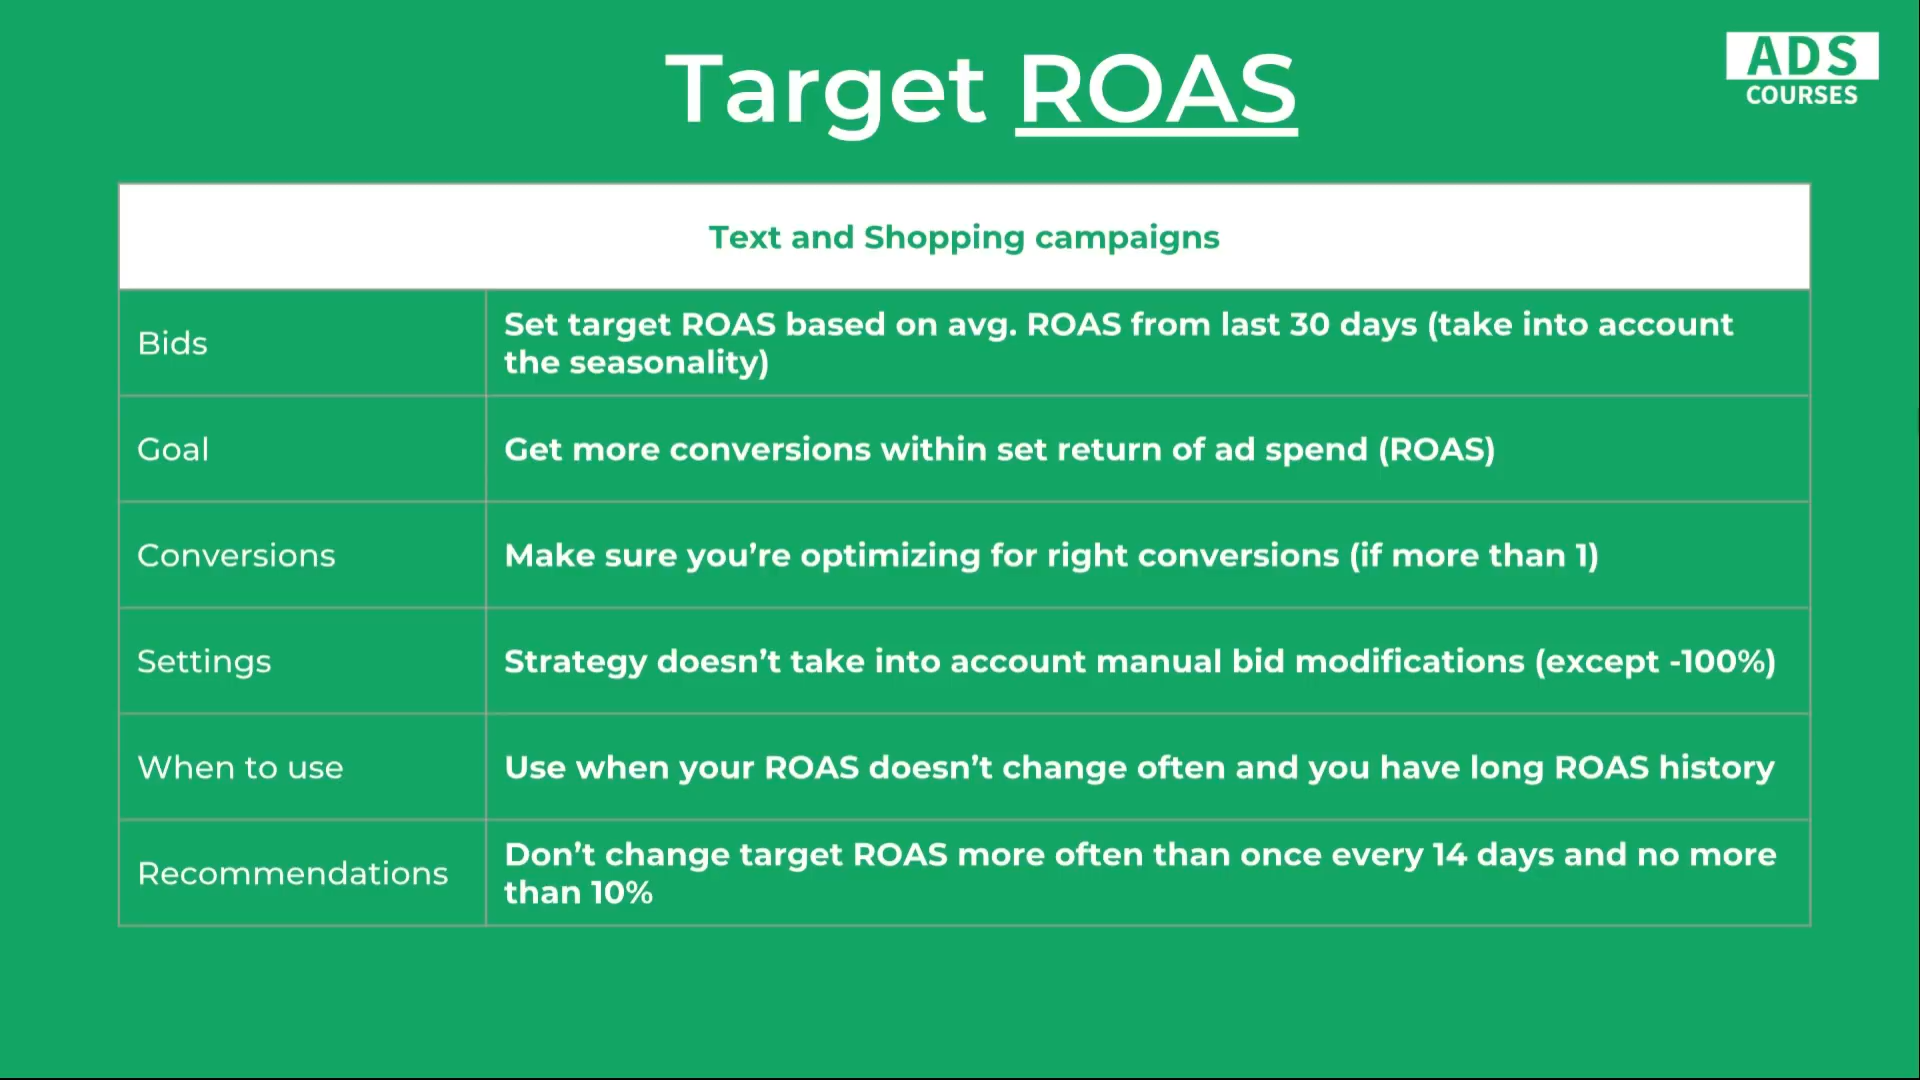 Target ROAS
ADS
COURSES
Text and Shopping campaigns
Bids
Set target ROAS based on avg. ROAS from last 30 days (take into account
the seasonality)
Goal
Get more conversions within set return of ad spend (ROAS)
Conversions
Make sure you’re optimizing for right conversions (if more than 1)
Settings
Strategy doesn’t take into account manual bid modifications (except -100%)
When to use
Use when your ROAS doesn’t change often and you have long ROAS history
Recommendations
Don’t change target ROAS more often than once every 14 days and no more
than 10%